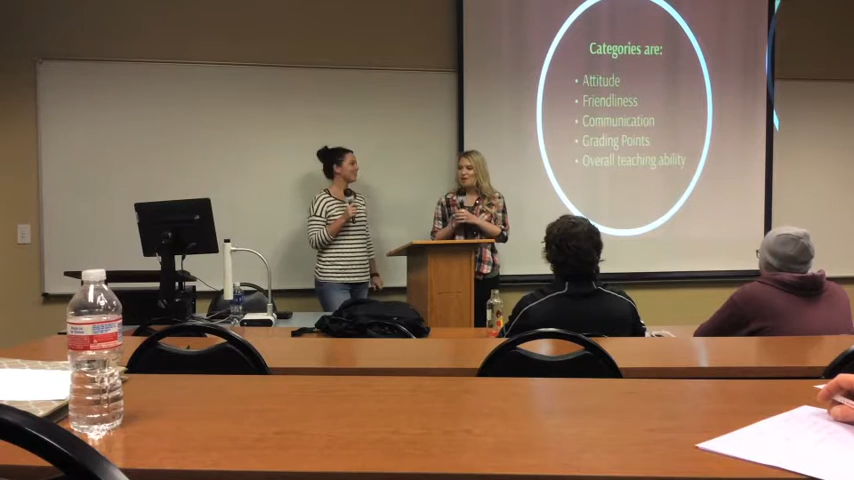 Categories are:
• Attitude
• Friendliness
• Communication
• Grading Points
• Overall teaching ability